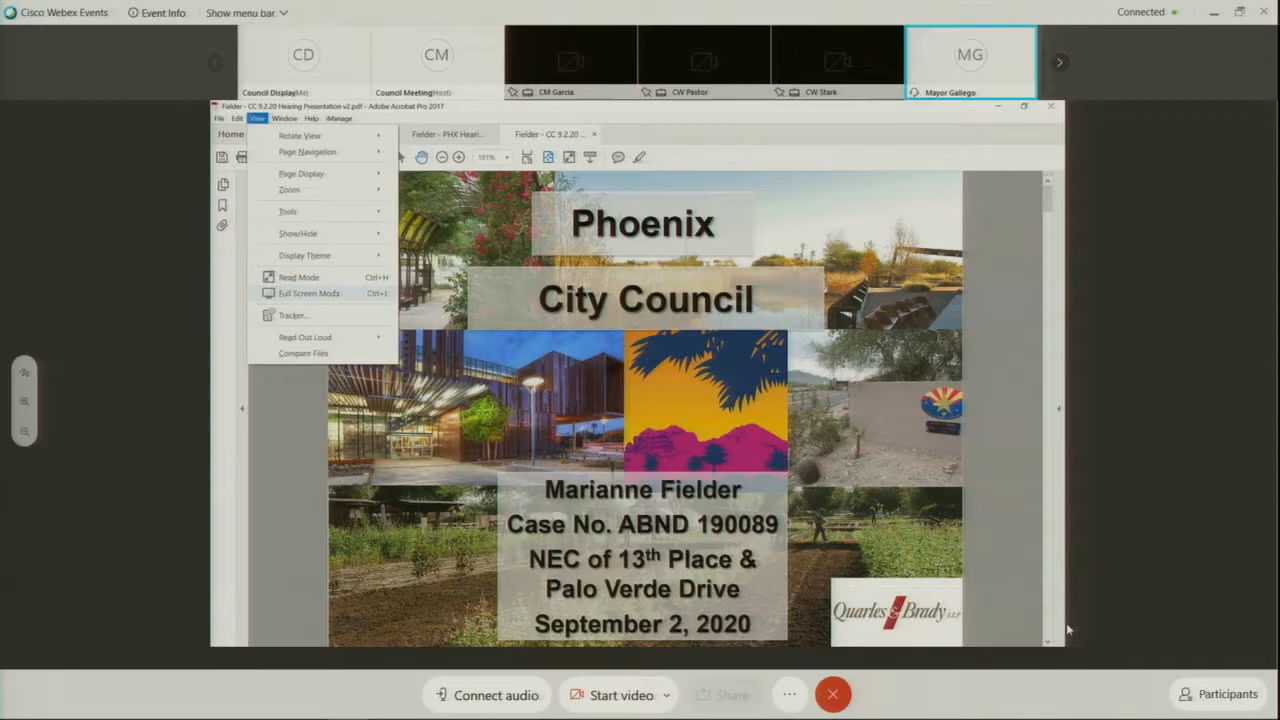 Cisco Webex Events
Event Info
Show menu bar
Connected
CD
CM
MG
Council Display(Me)
Council Meeting(Host)
CM Garcia
CW Pastor
CW Stark
Mayor Gallego
Fielder - CC 9.2.20 Hearing Presentation v2.pdf - Adobe Acrobat Pro 2017
File Edit View Window Help iManage
Home
Fielder - PHX Heari...
Fielder - CC 9.2.20 ...
101%
Rotate View
Page Navigation
Page Display
Zoom
Tools
Show/Hide
Display Theme
Read Mode Ctrl+H
Full Screen Mode Ctrl+L
Tracker...
Read Out Loud
Compare Files
Phoenix
City Council
Marianne Fielder
Case No. ABND 190089
NEC of 13th Place &
Palo Verde Drive
September 2, 2020
Quarles & Brady LLP
Connect audio
Start video
Share
Participants